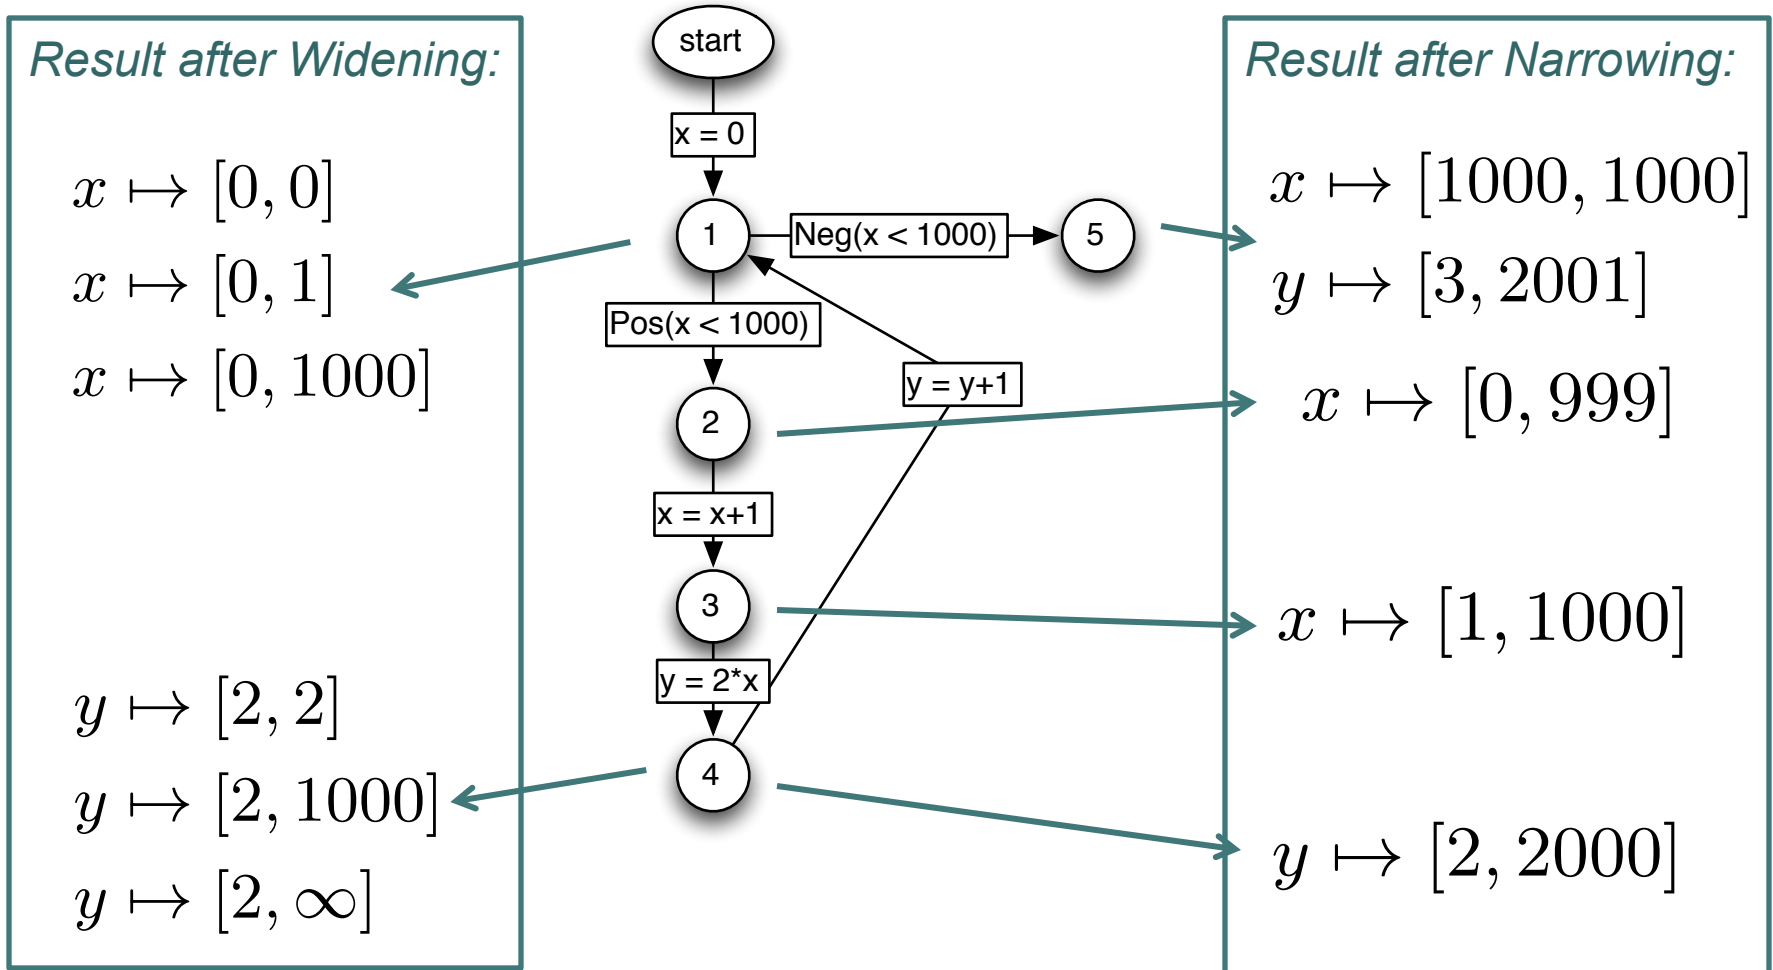 Result after Widening:
x ↦ [0, 0]
x ↦ [0, 1]
x ↦ [0, 1000]
y ↦ [2, 2]
y ↦ [2, 1000]
y ↦ [2, ∞]
start
x = 0
1
Neg(x < 1000)
5
Pos(x < 1000)
y = y+1
2
x = x+1
3
y = 2*x
4
Result after Narrowing:
x ↦ [1000, 1000]
y ↦ [3, 2001]
x ↦ [0, 999]
x ↦ [1, 1000]
y ↦ [2, 2000]